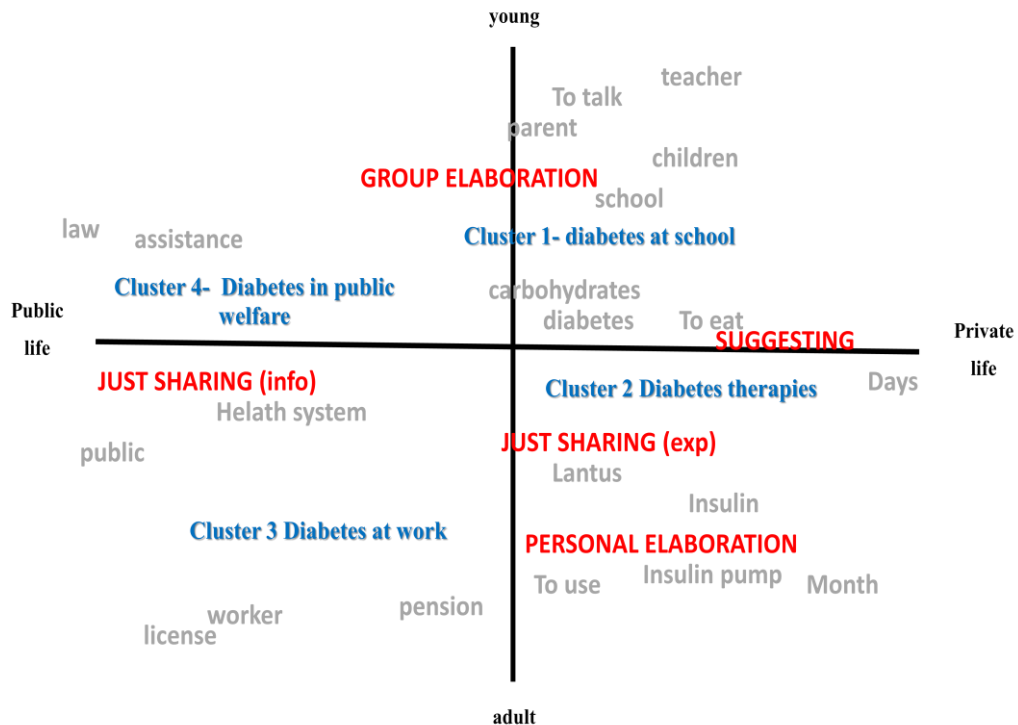 young
teacher
To talk
parent
children
GROUP ELABORATION
school
law
assistance
Cluster 1- diabetes at school
Cluster 4- Diabetes in public
welfare
carbohydrates
diabetes
To eat
Public
life
SUGGESTING
Private
life
JUST SHARING (info)
Cluster 2 Diabetes therapies
Days
Helath system
public
JUST SHARING (exp)
Lantus
Insulin
Cluster 3 Diabetes at work
PERSONAL ELABORATION
To use
Insulin pump
Month
worker
pension
license
adult